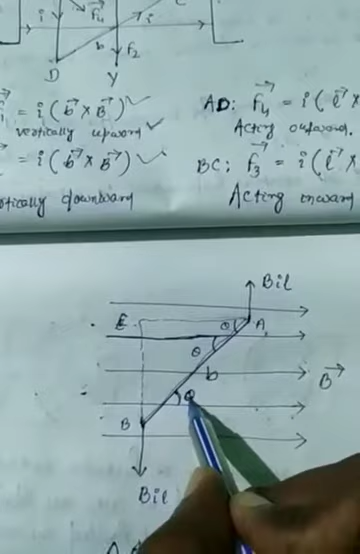 i F₄ i C
b F₂
D Y
= i (b × B) ✓
vertically upward ✓
= i (b × B) ✓
vertically downward
AD: F₄ = i (l ×
Acting outward.
BC: F₃ = i (l ×
Acting inward
Bil
E θ A
θ
b B
θ
B
Bil